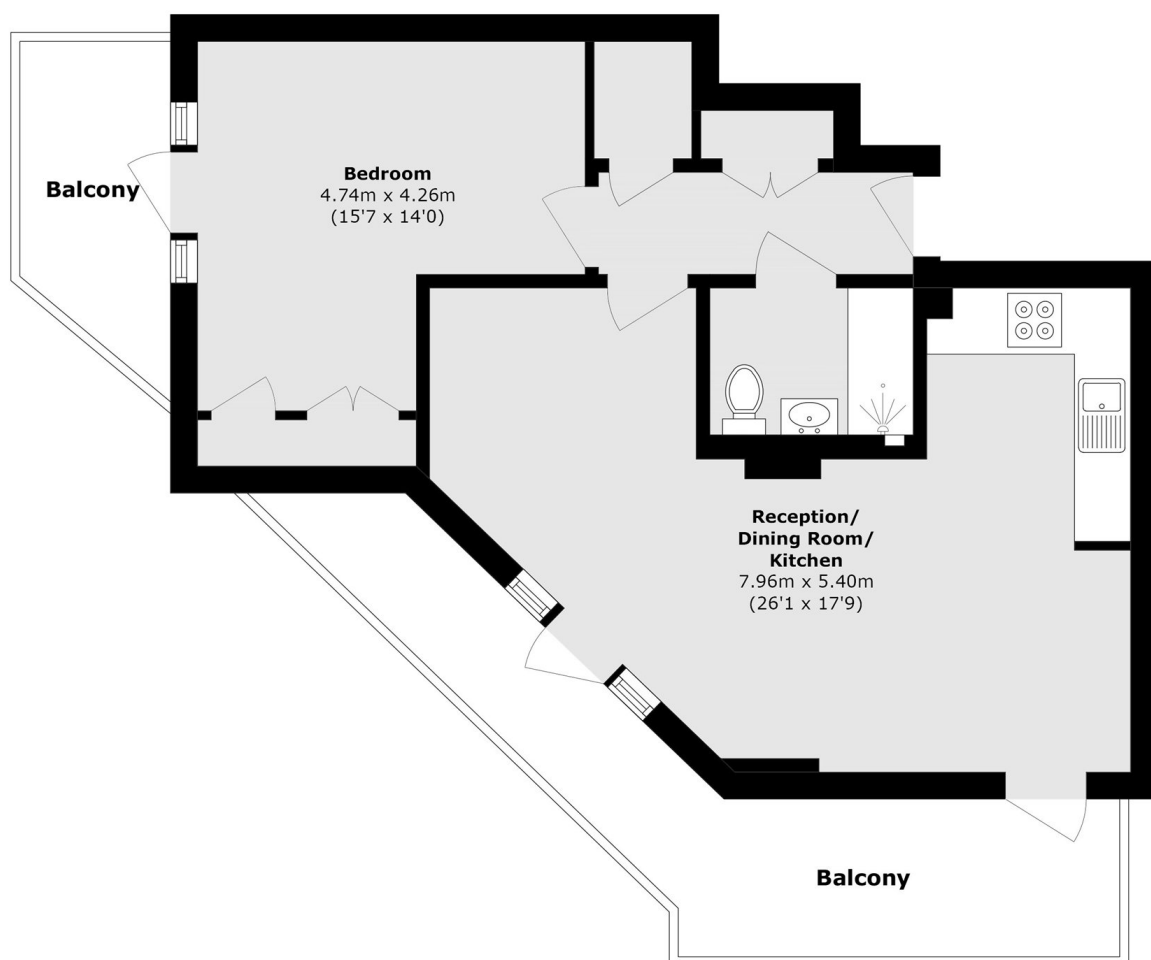 Bedroom
4.74m x 4.26m
(15'7 x 14'0)
Balcony
Reception/
Dining Room/
Kitchen
7.96m x 5.40m
(26'1 x 17'9)
Balcony